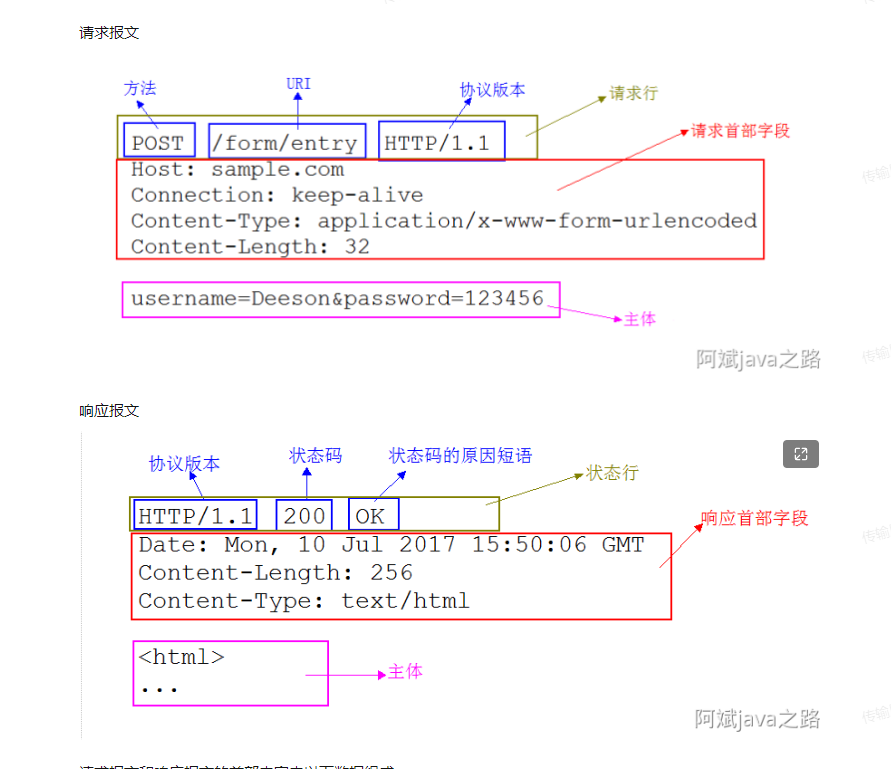 请求报文
方法 URI 协议版本 请求行
请求首部字段
POST /form/entry HTTP/1.1
Host: sample.com
Connection: keep-alive
Content-Type: application/x-www-form-urlencoded
Content-Length: 32
username=Deeson&password=123456
主体
阿斌java之路
响应报文
协议版本 状态码 状态码的原因短语 状态行
HTTP/1.1 200 OK
响应首部字段
Date: Mon, 10 Jul 2017 15:50:06 GMT
Content-Length: 256
Content-Type: text/html
<html>
...
主体
阿斌java之路